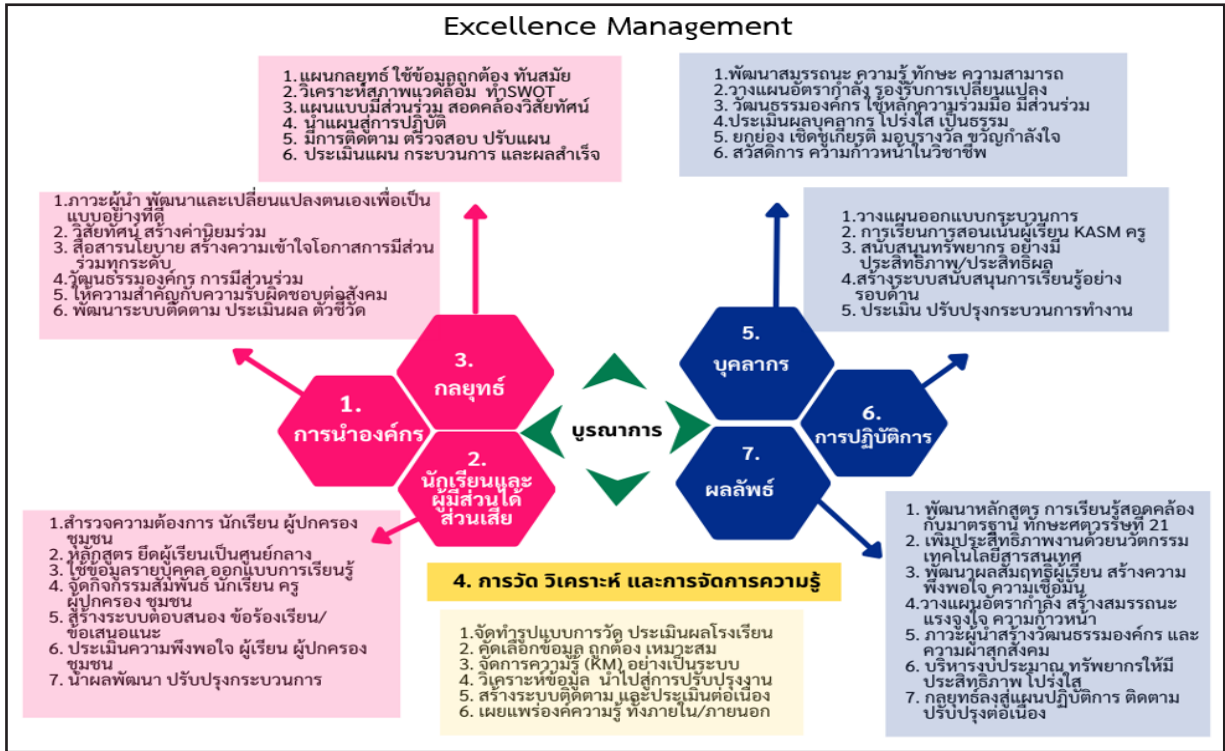 Excellence Management
1.แผนกลยุทธ์ ใช้ข้อมูลถูกต้อง ทันสมัย
2.วิเคราะห์สภาพแวดล้อม ทำSWOT
3.แผนแบบมีส่วนร่วม สอดคล้องวิสัยทัศน์
4. นำแผนสู่การปฏิบัติ
5. มีการติดตาม ตรวจสอบ ปรับแผน
6. ประเมินแผน กระบวนการ และผลสำเร็จ
1.พัฒนาสมรรถนะ ความรู้ ทักษะ ความสามารถ
2.วางแผนอัตรากำลัง รองรับการเปลี่ยนแปลง
3. วัฒนธรรมองค์กร ใช้หลักความร่วมมือ มีส่วนร่วม
4.ประเมินผลบุคลากร โปร่งใส เป็นธรรม
5. ยกย่อง เชิดชูเกียรติ มอบรางวัล ขวัญกำลังใจ
6. สวัสดิการ ความก้าวหน้าในวิชาชีพ
1.ภาวะผู้นำ พัฒนาและเปลี่ยนแปลงตนเองเพื่อเป็น
แบบอย่างที่ดี
2. วิสัยทัศน์ สร้างค่านิยมร่วม
3. สื่อสารนโยบาย สร้างความเข้าใจโอกาสการมีส่วน
ร่วมทุกระดับ
4.วัฒนธรรมองค์กร การมีส่วนร่วม
5. ให้ความสำคัญกับความรับผิดชอบต่อสังคม
6. พัฒนาระบบติดตาม ประเมินผล ตัวชี้วัด
1.วางแผนออกแบบกระบวนการ
2. การเรียนการสอนเน้นผู้เรียน KASM ครู
3. สนับสนุนทรัพยากร อย่างมี
ประสิทธิภาพ/ประสิทธิผล
4.สร้างระบบสนับสนุนการเรียนรู้อย่าง
รอบด้าน
5. ประเมิน ปรับปรุงกระบวนการทำงาน
3.
กลยุทธ์
1.
การนำองค์กร
2.
นักเรียนและ
ผู้มีส่วนได้
ส่วนเสีย
บูรณาการ
5.
บุคลากร
6.
การปฏิบัติการ
7.
ผลลัพธ์
1.สำรวจความต้องการ นักเรียน ผู้ปกครอง
ชุมชน
2.หลักสูตร ยึดผู้เรียนเป็นศูนย์กลาง
3. ใช้ข้อมูลรายบุคคล ออกแบบการเรียนรู้
4. จัดกิจกรรมสัมพันธ์ นักเรียน ครู
ผู้ปกครอง ชุมชน
5. สร้างระบบตอบสนอง ข้อร้องเรียน/
ข้อเสนอแนะ
6. ประเมินความพึงพอใจ ผู้เรียน ผู้ปกครอง
ชุมชน
7. นำผลพัฒนา ปรับปรุงกระบวนการ
4. การวัด วิเคราะห์ และการจัดการความรู้
1.จัดทำรูปแบบการวัด ประเมินผลโรงเรียน
2. คัดเลือกข้อมูล ถูกต้อง เหมาะสม
3. จัดการความรู้ (KM) อย่างเป็นระบบ
4. วิเคราะห์ข้อมูล นำไปสู่การปรับปรุงงาน
5. สร้างระบบติดตาม และประเมินต่อเนื่อง
6. เผยแพร่องค์ความรู้ ทั้งภายใน/ภายนอก
1. พัฒนาหลักสูตร การเรียนรู้สอดคล้อง
กับมาตรฐาน ทักษะศตวรรษที่ 21
2. เพิ่มประสิทธิภาพงานด้วยนวัตกรรม
เทคโนโลยีสารสนเทศ
3. พัฒนาผลสัมฤทธิ์ผู้เรียน สร้างความ
พึงพอใจ ความเชื่อมั่น
4.วางแผนอัตรากำลัง สร้างสมรรถนะ
แรงจูงใจ ความก้าวหน้า
5. ภาวะผู้นำสร้างวัฒนธรรมองค์กร และ
ความผาสุกสังคม
6. บริหารงบประมาณ ทรัพยากรให้มี
ประสิทธิภาพ โปร่งใส
7. กลยุทธ์ลงสู่แผนปฏิบัติการ ติดตาม
ปรับปรุงต่อเนื่อง